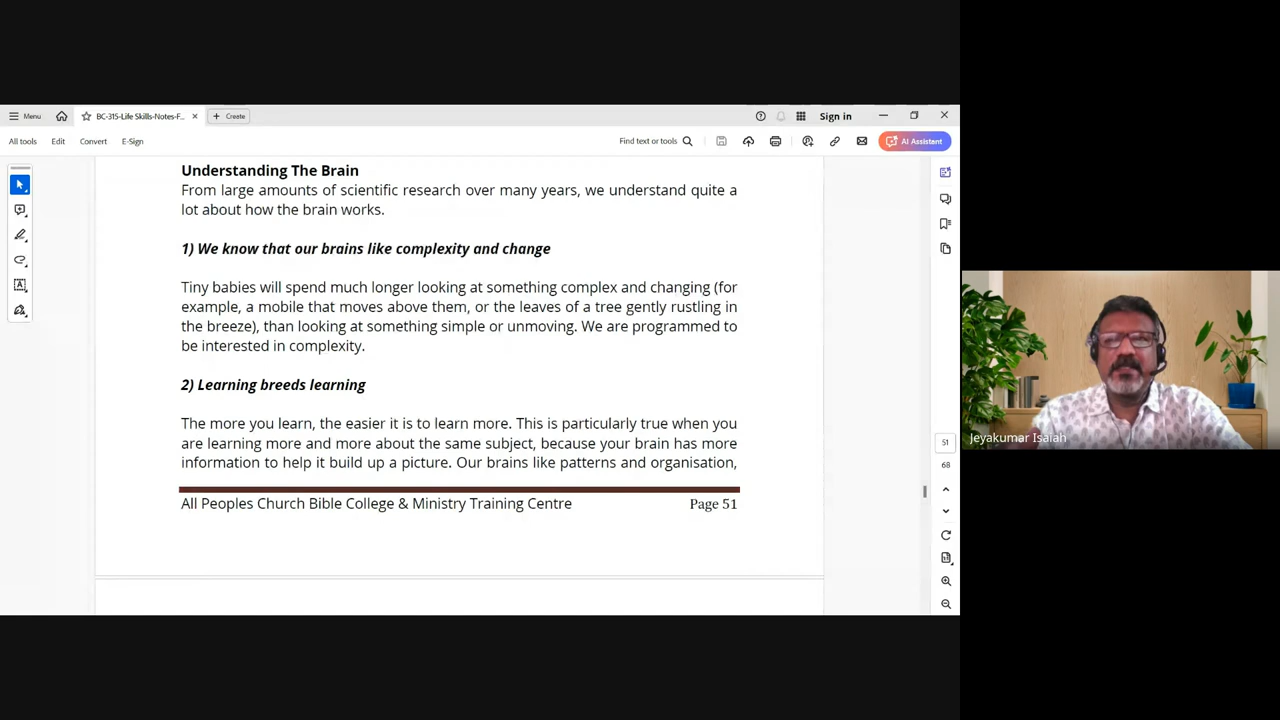 Menu
BC-315-Life Skills-Notes-F...
Create
Sign in
All tools
Edit
Convert
E-Sign
Find text or tools
AI Assistant
Understanding The Brain
From large amounts of scientific research over many years, we understand quite a
lot about how the brain works.
1) We know that our brains like complexity and change
Tiny babies will spend much longer looking at something complex and changing (for
example, a mobile that moves above them, or the leaves of a tree gently rustling in
the breeze), than looking at something simple or unmoving. We are programmed to
be interested in complexity.
2) Learning breeds learning
The more you learn, the easier it is to learn more. This is particularly true when you
are learning more and more about the same subject, because your brain has more
information to help it build up a picture. Our brains like patterns and organisation,
All Peoples Church Bible College & Ministry Training Centre Page 51
51
68
Jeyakumar Isaiah